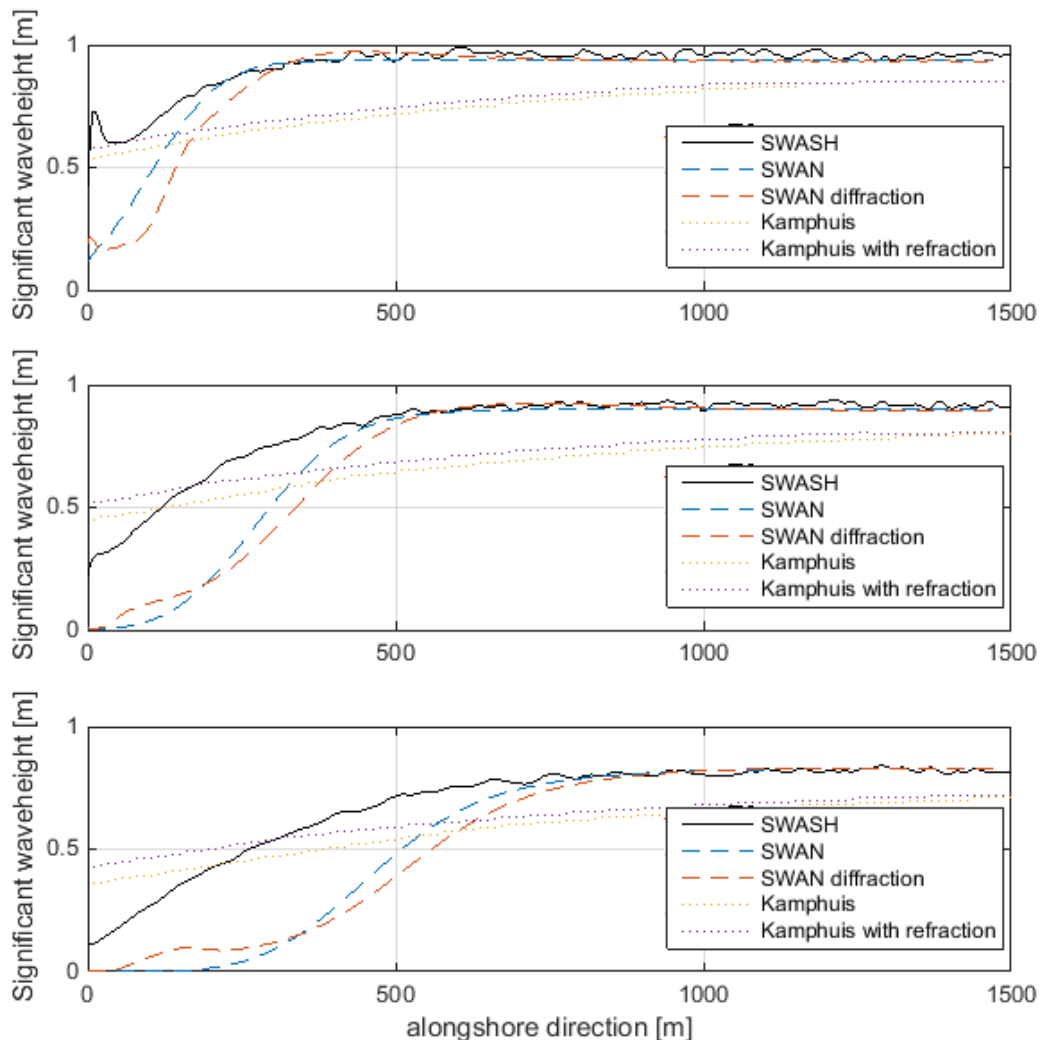 Significant waveheight [m]
1
0.5
0
SWASH
SWAN
SWAN diffraction
Kamphuis
Kamphuis with refraction
0
500
1000
1500
Significant waveheight [m]
1
0.5
0
SWASH
SWAN
SWAN diffraction
Kamphuis
Kamphuis with refraction
0
500
1000
1500
Significant waveheight [m]
1
0.5
0
SWASH
SWAN
SWAN diffraction
Kamphuis
Kamphuis with refraction
0
500
1000
1500
alongshore direction [m]